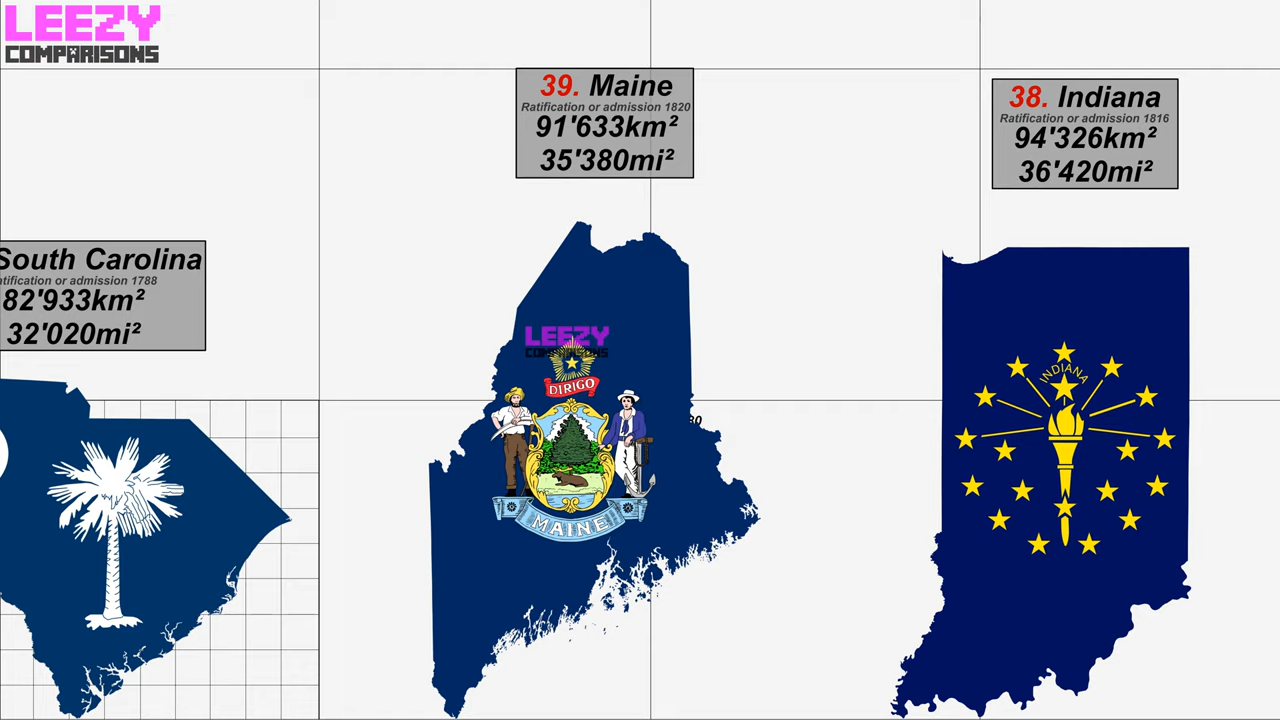 LEEZY
COMPARISONS
39. Maine
Ratification or admission 1820
91'633km²
35'380mi²
38. Indiana
Ratification or admission 1816
94'326km²
36'420mi²
South Carolina
tification or admission 1788
82'933km²
32'020mi²
LEEZY
COMPARISONS
DIRIGO
MAINE
INDIANA